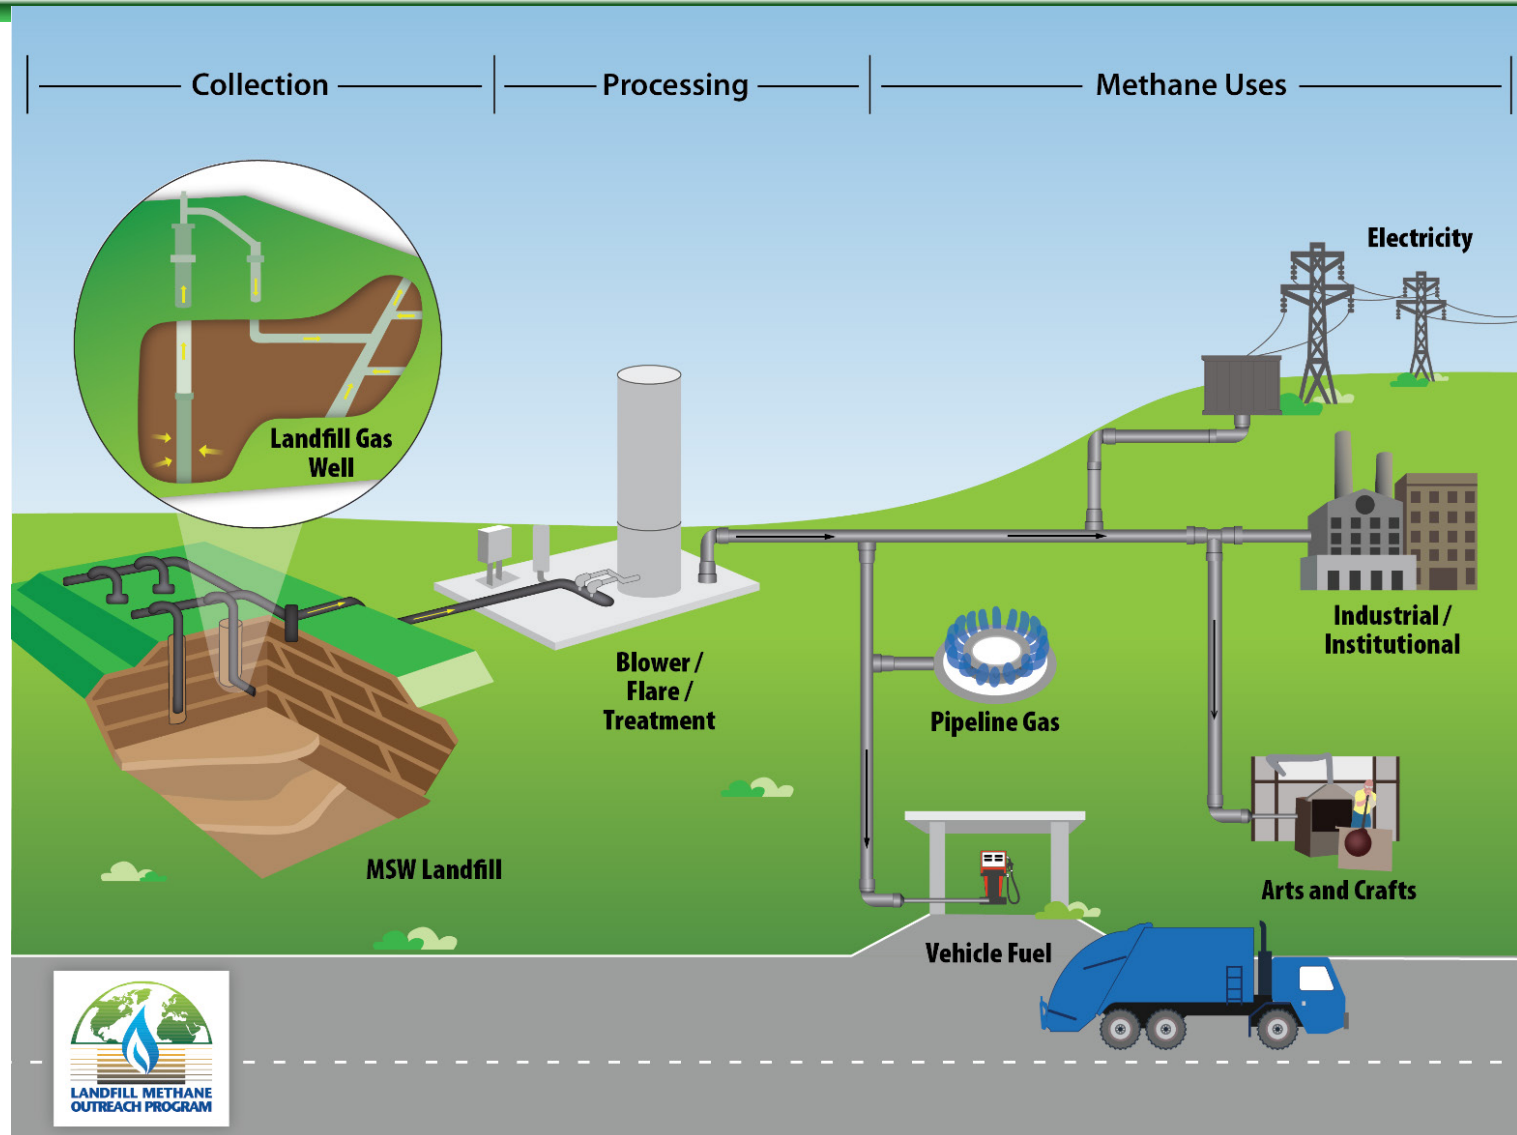 Collection
Processing
Methane Uses
Electricity
Landfill Gas
Well
Industrial /
Institutional
Blower /
Flare /
Treatment
Pipeline Gas
MSW Landfill
Arts and Crafts
Vehicle Fuel
LANDFILL METHANE
OUTREACH PROGRAM